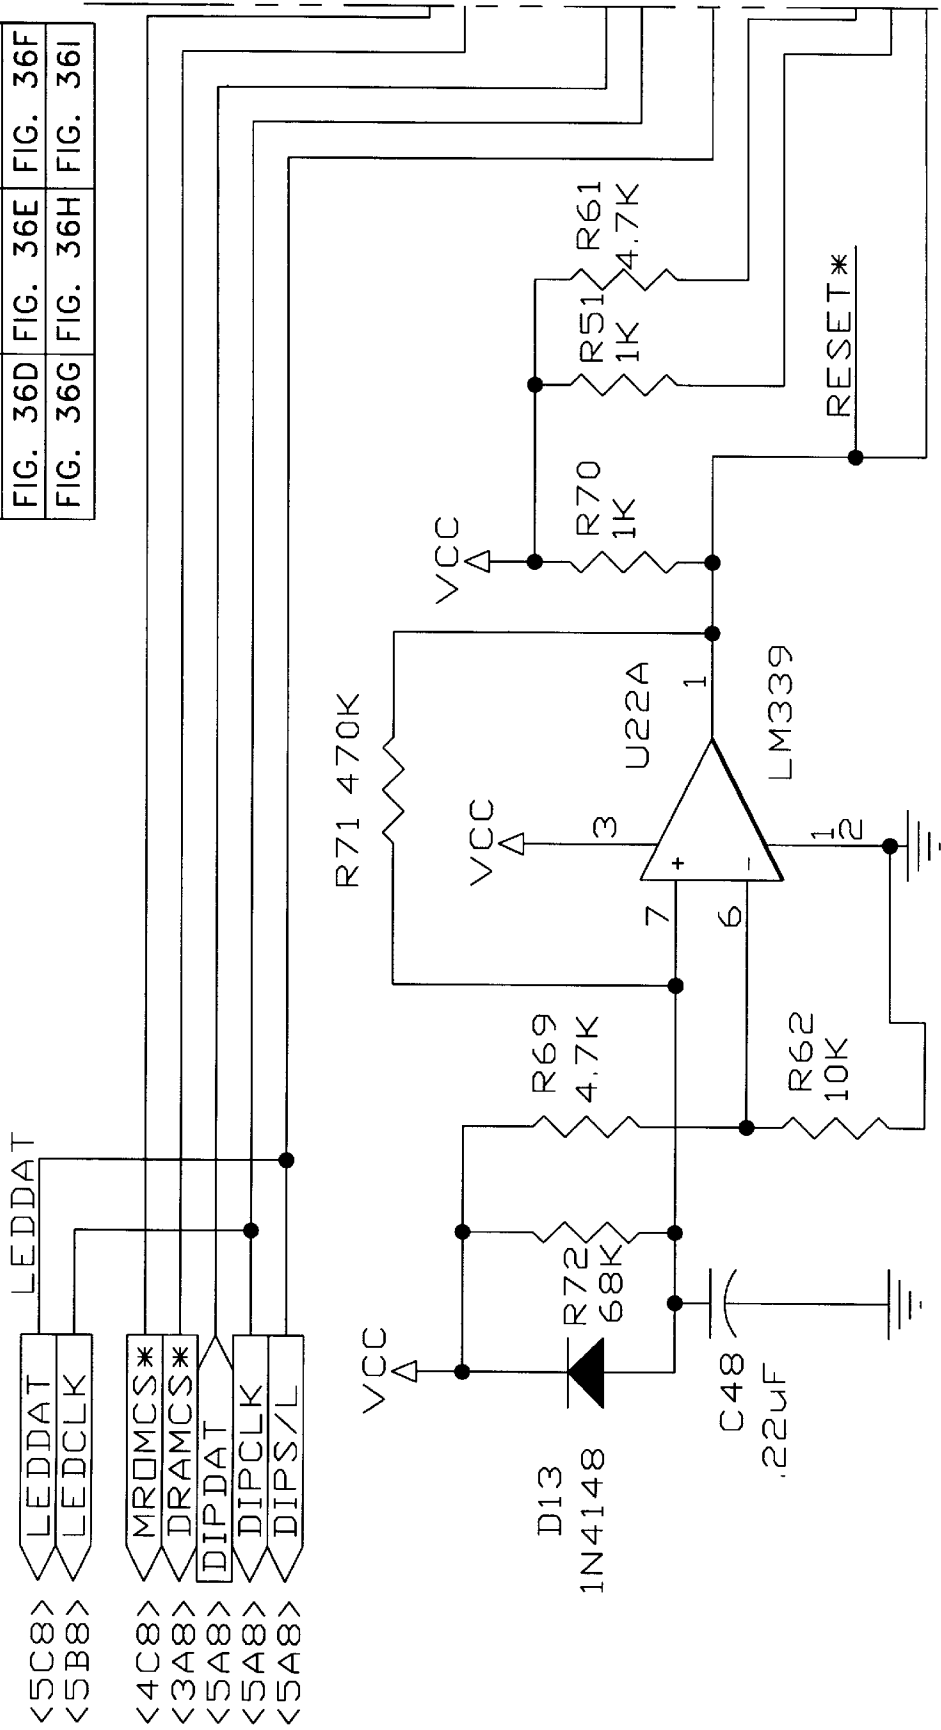 FIG. 36D FIG. 36E FIG. 36F
FIG. 36G FIG. 36H FIG. 36I
LEDDAT
<5C8> LEDDAT
<5B8> LEDCLK
<4C8> MROMCS*
<3A8> DRAMCS*
<5A8> DIPDAT
<5A8> DIPCLK
<5A8> DIPS/L
VCC
D13
1N4148
R72
68K
C48
.22uF
R69
4.7K
R62
10K
R71 470K
VCC
3
7
6
+
-
12
1
U22A
LM339
VCC
R70
1K
R51
1K
R61
4.7K
RESET*